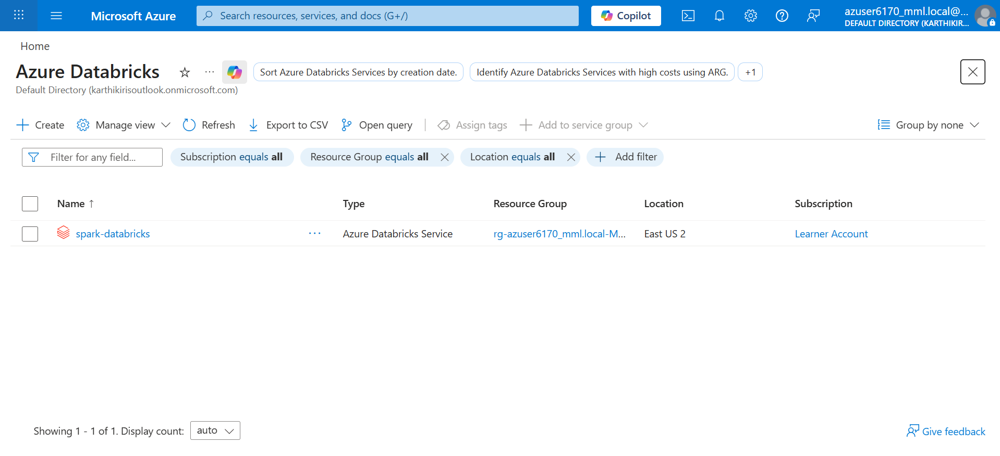 Microsoft Azure
Search resources, services, and docs (G+/)
Copilot
azuser6170_mml.local@...
DEFAULT DIRECTORY (KARTHIKIR...
Home
Azure Databricks
...
Sort Azure Databricks Services by creation date.
Identify Azure Databricks Services with high costs using ARG.
+1
Default Directory (karthikirisoutlook.onmicrosoft.com)
Create
Manage view
Refresh
Export to CSV
Open query
Assign tags
Add to service group
Group by none
Filter for any field...
Subscription equals all
Resource Group equals all
Location equals all
Add filter
Name ↑
Type
Resource Group
Location
Subscription
spark-databricks
...
Azure Databricks Service
rg-azuser6170_mml.local-M...
East US 2
Learner Account
Showing 1 - 1 of 1. Display count:
auto
Give feedback